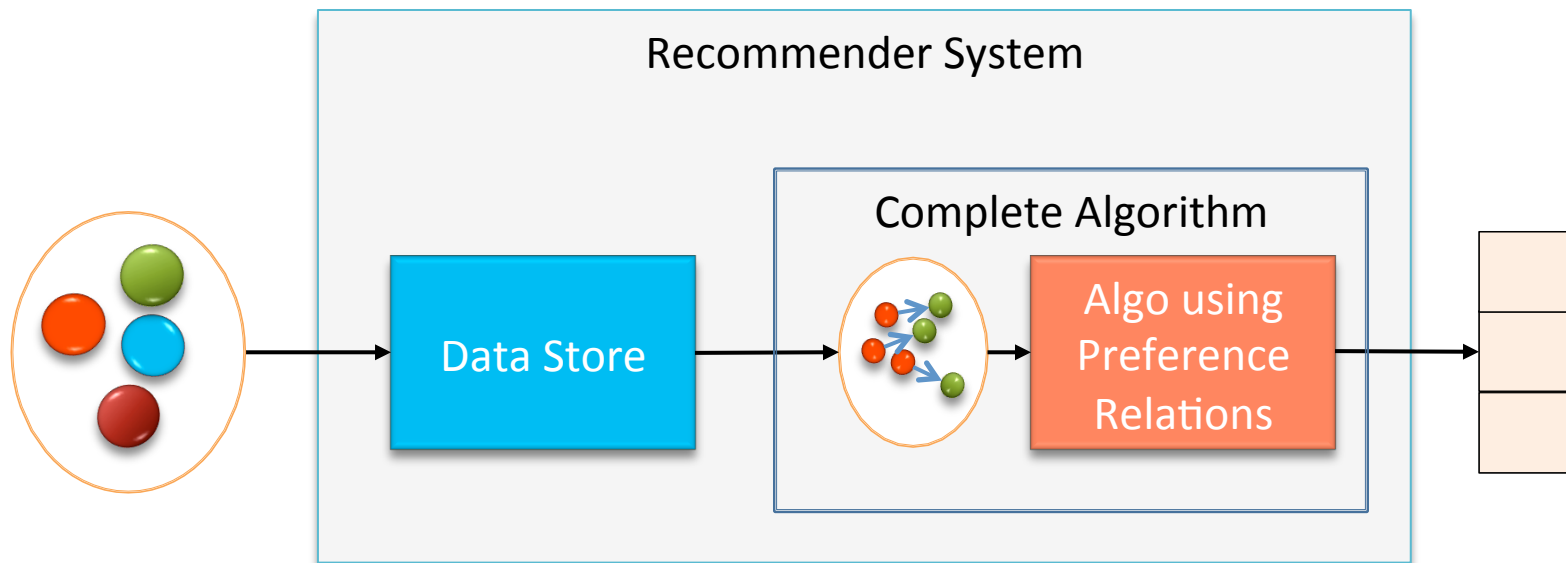 Recommender System
Complete Algorithm
Data Store
Algo using
Preference
Relations